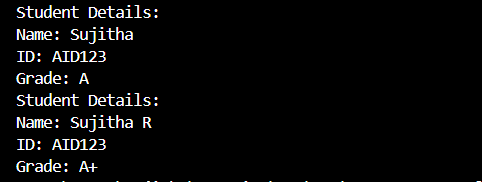 Student Details:
Name: Sujitha
ID: AID123
Grade: A
Student Details:
Name: Sujitha R
ID: AID123
Grade: A+